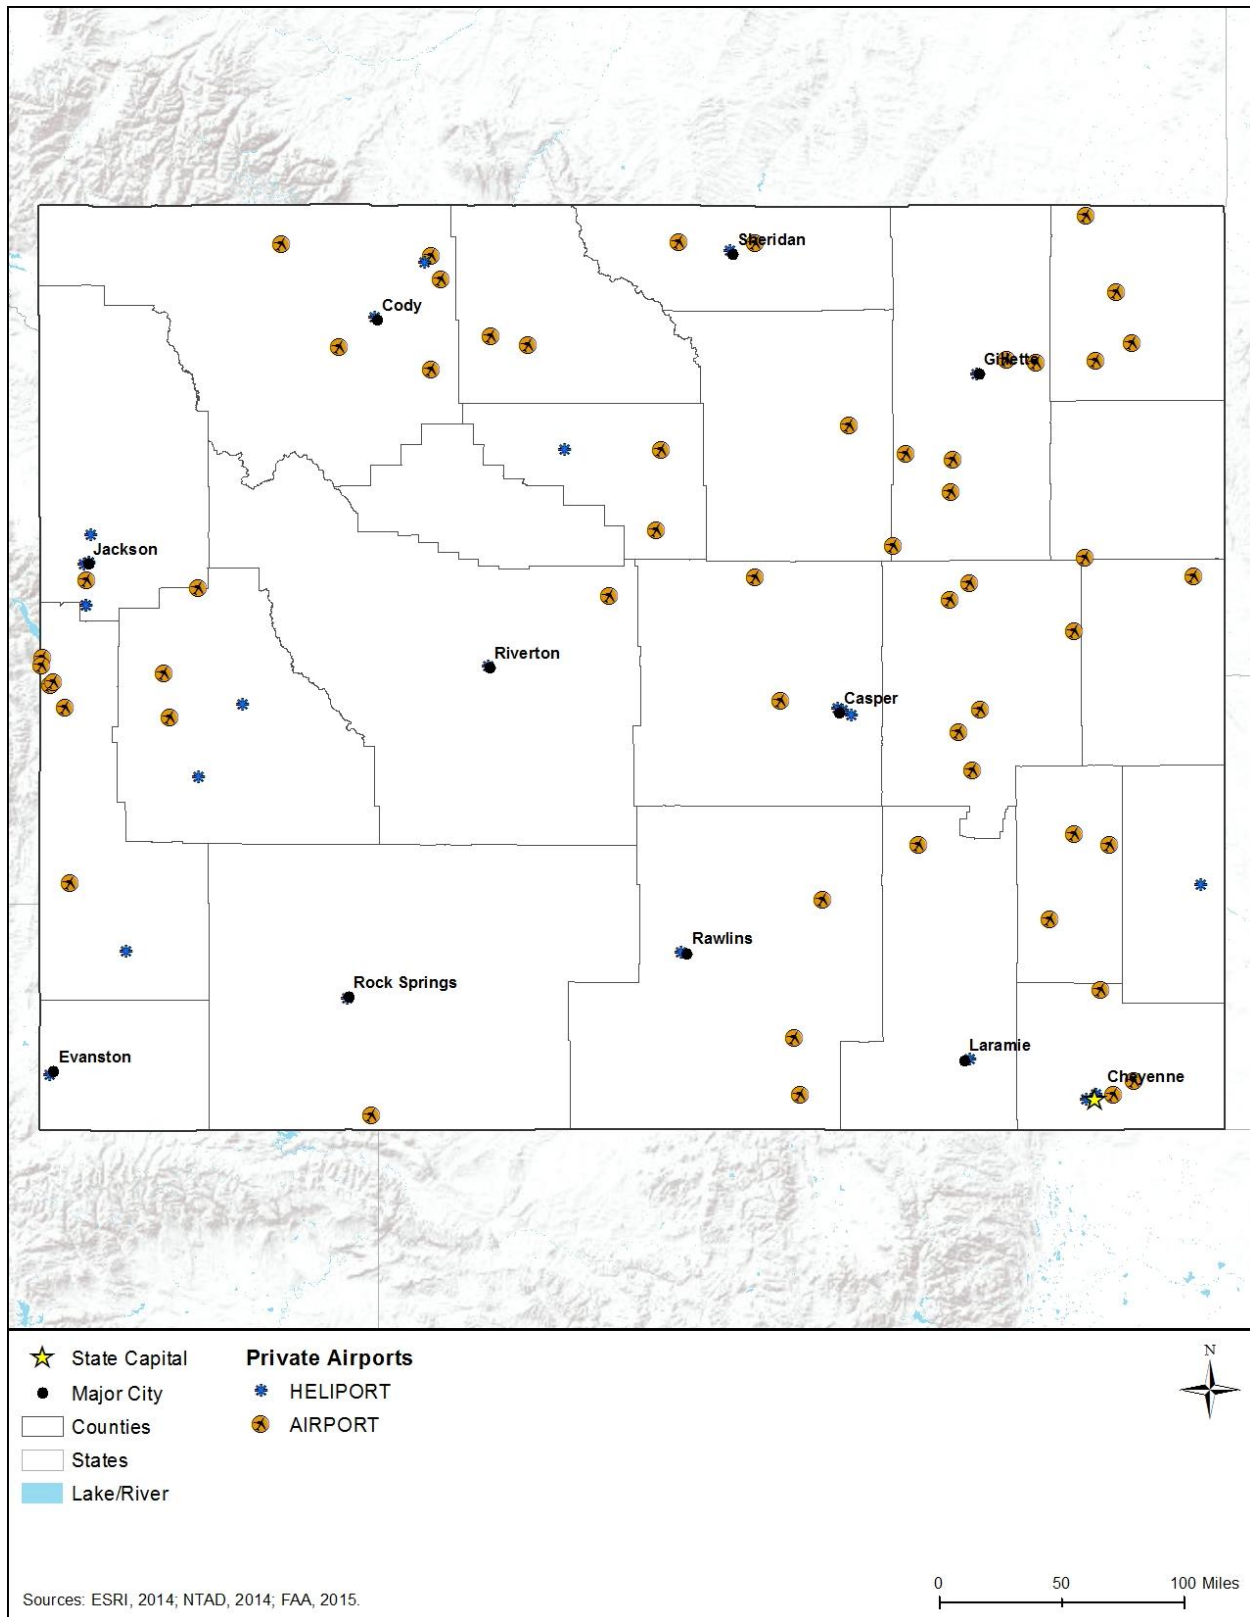 Sheridan
Cody
Gillette
Jackson
Riverton
Casper
Rawlins
Rock Springs
Laramie
Evanston
Cheyenne
State Capital
Major City
Counties
States
Lake/River
Private Airports
HELIPORT
AIRPORT
N
Sources: ESRI, 2014; NTAD, 2014; FAA, 2015.
0 50 100 Miles